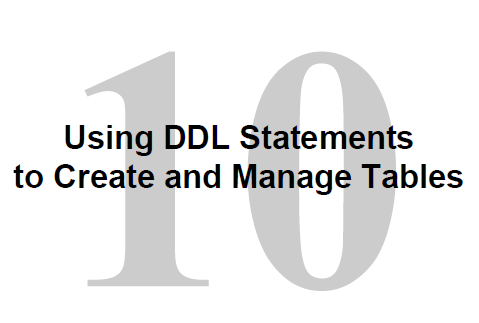 10
Using DDL Statements
to Create and Manage Tables